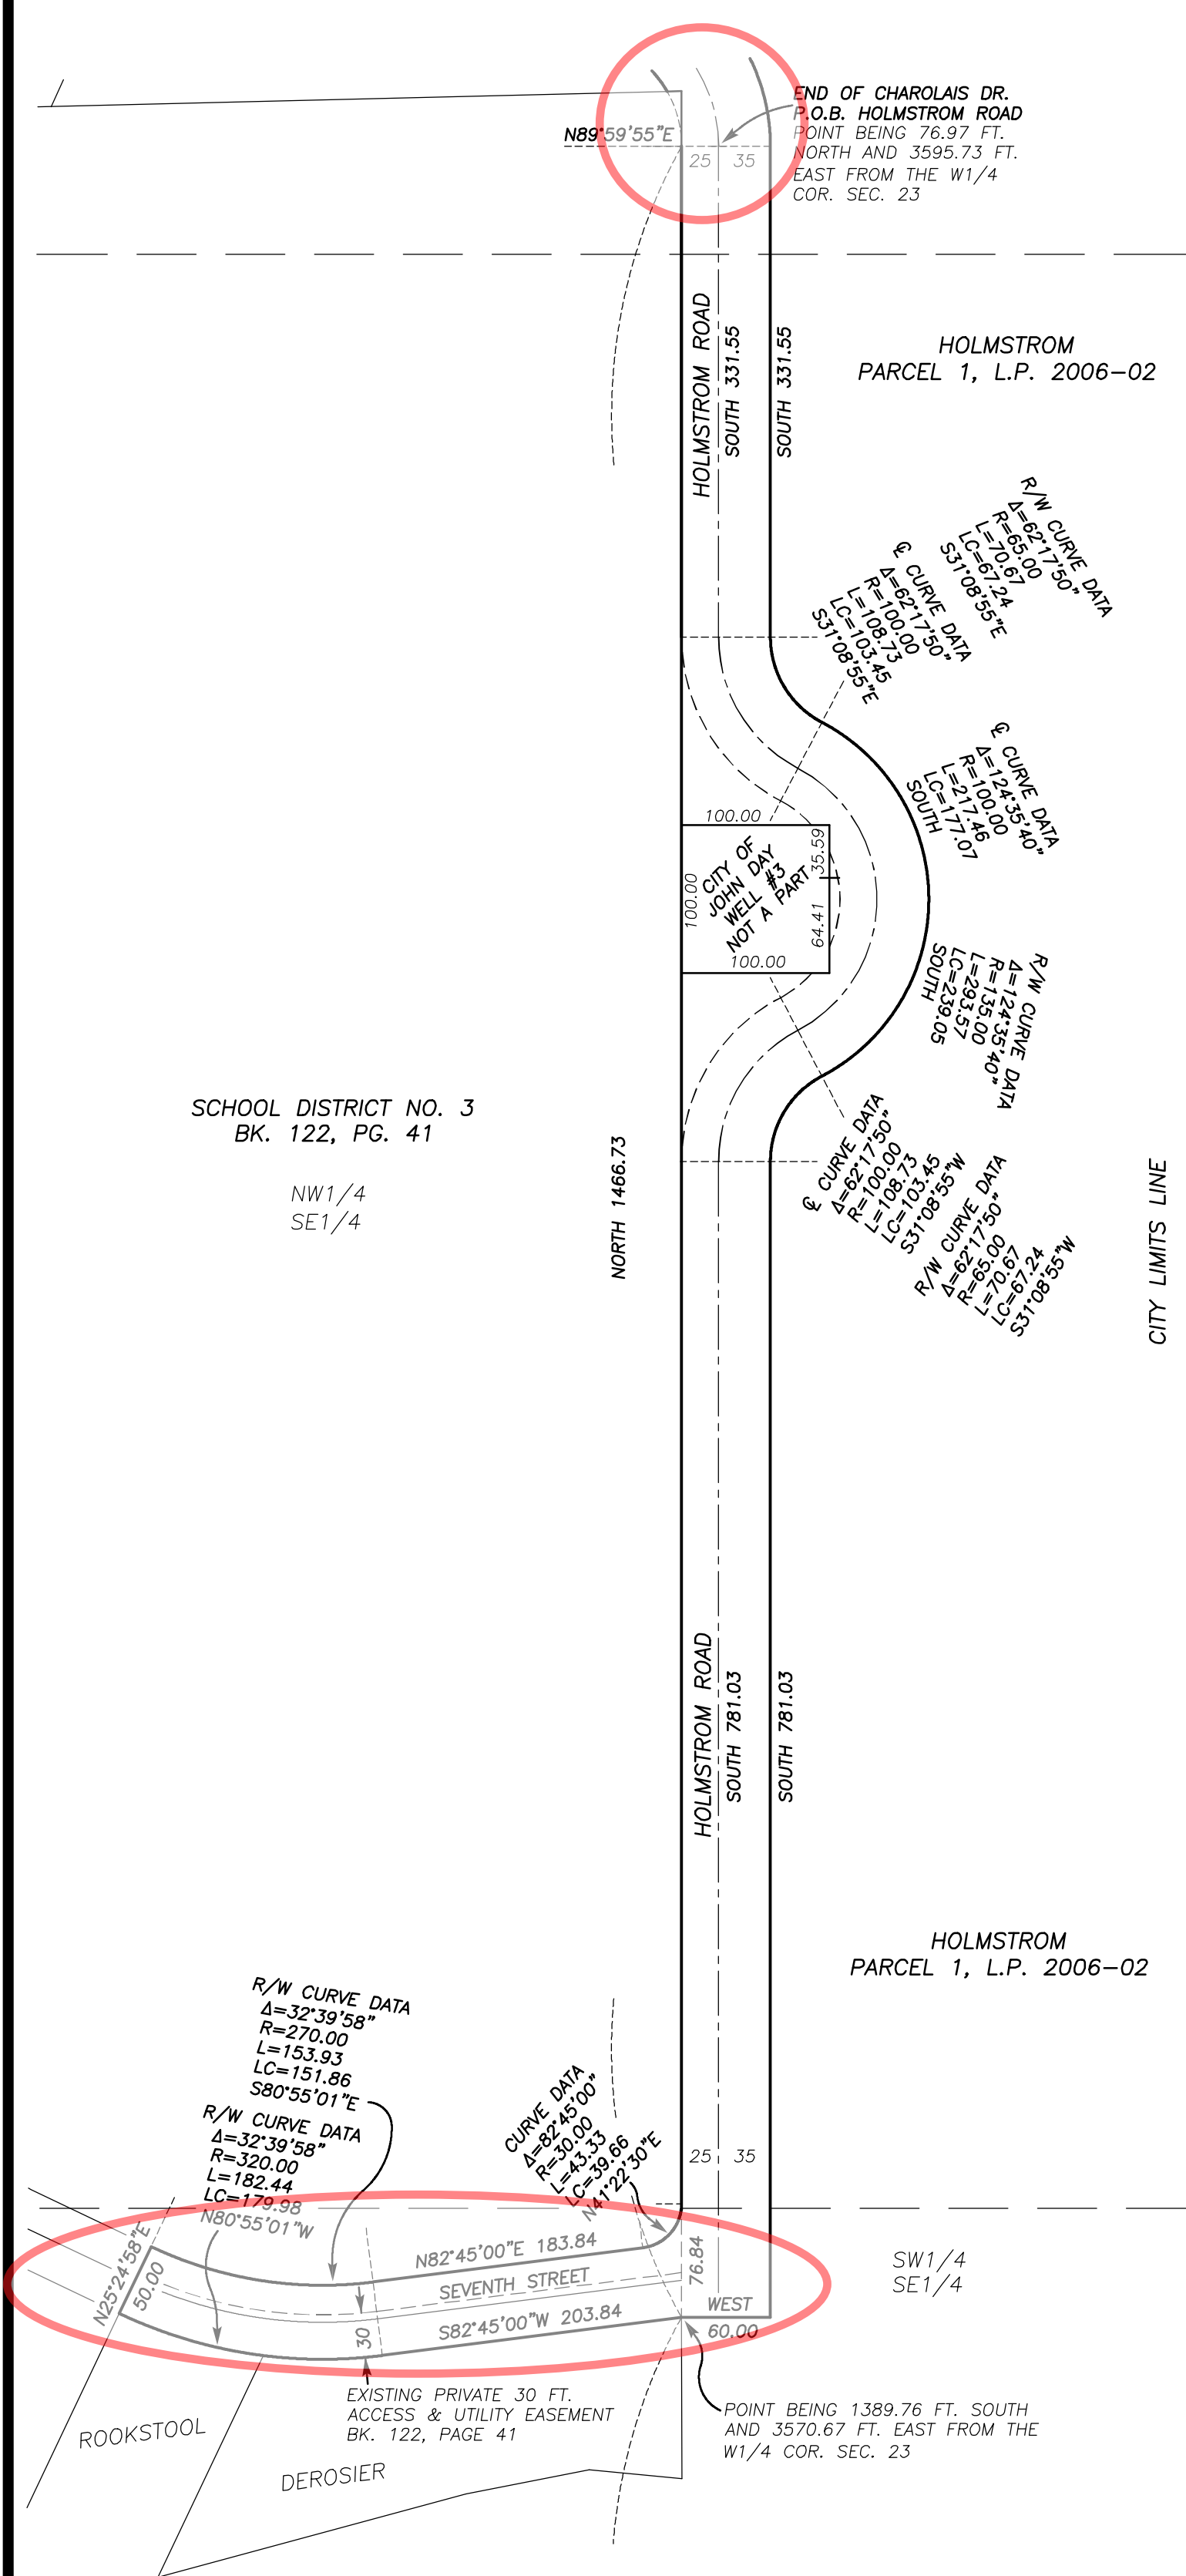 END OF CHAROLAIS DR.
P.O.B. HOLMSTROM ROAD
POINT BEING 76.97 FT.
NORTH AND 3595.73 FT.
EAST FROM THE W1/4
COR. SEC. 23
N89°59'55"E
25
35
HOLMSTROM ROAD
SOUTH 331.55
SOUTH 331.55
HOLMSTROM
PARCEL 1, L.P. 2006-02
R/W CURVE DATA
Δ=62°17'50"
R=65.00
L=70.67
LC=67.24
S31°08'55"E
℄ CURVE DATA
Δ=62°17'50"
R=100.00
L=108.73
LC=103.45
S31°08'55"E
℄ CURVE DATA
Δ=124°35'40"
R=100.00
L=217.46
LC=177.07
SOUTH
100.00
100.00
CITY OF
JOHN DAY
WELL #3
NOT A PART
35.59
64.41
100.00
R/W CURVE DATA
Δ=124°35'40"
R=135.00
L=293.57
LC=239.05
SOUTH
SCHOOL DISTRICT NO. 3
BK. 122, PG. 41
NW1/4
SE1/4
NORTH 1466.73
℄ CURVE DATA
Δ=62°17'50"
R=100.00
L=108.73
LC=103.45
S31°08'55"W
R/W CURVE DATA
Δ=62°17'50"
R=65.00
L=70.67
LC=67.24
S31°08'55"W
CITY LIMITS LINE
HOLMSTROM ROAD
SOUTH 781.03
SOUTH 781.03
HOLMSTROM
PARCEL 1, L.P. 2006-02
R/W CURVE DATA
Δ=32°39'58"
R=270.00
L=153.93
LC=151.86
S80°55'01"E
R/W CURVE DATA
Δ=32°39'58"
R=320.00
L=182.44
LC=179.98
N80°55'01"W
CURVE DATA
Δ=82°45'00"
R=30.00
L=43.33
LC=39.66
N41°22'30"E
25
35
N25°24'58"E
50.00
N82°45'00"E 183.84
SEVENTH STREET
S82°45'00"W 203.84
30
76.84
WEST
60.00
SW1/4
SE1/4
EXISTING PRIVATE 30 FT.
ACCESS & UTILITY EASEMENT
BK. 122, PAGE 41
POINT BEING 1389.76 FT. SOUTH
AND 3570.67 FT. EAST FROM THE
W1/4 COR. SEC. 23
ROOKSTOOL
DEROSIER